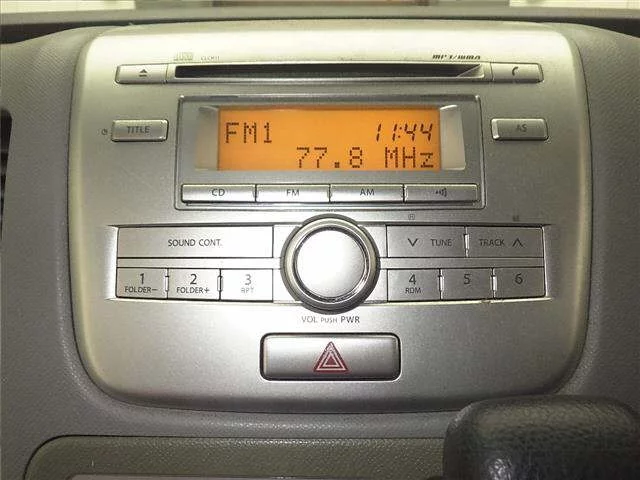 MP3/WMA
TITLE
FM1 11:44
77.8 MHz
AS
CD FM AM
SOUND CONT.
TUNE TRACK
1 2 3 4 5 6
FOLDER− FOLDER+ RPT RDM
VOL PUSH PWR